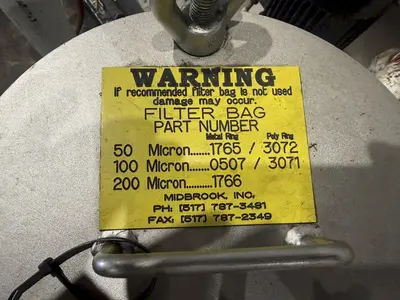 WARNING
If recommended filter bag is not used
damage may occur.
FILTER BAG
PART NUMBER
Metal Ring Poly Ring
50 Micron.......1765 / 3072
100 Micron.......0507 / 3071
200 Micron..........1766
MIDBROOK, INC.
PH: (517) 787-3481
FAX: (517) 787-2349